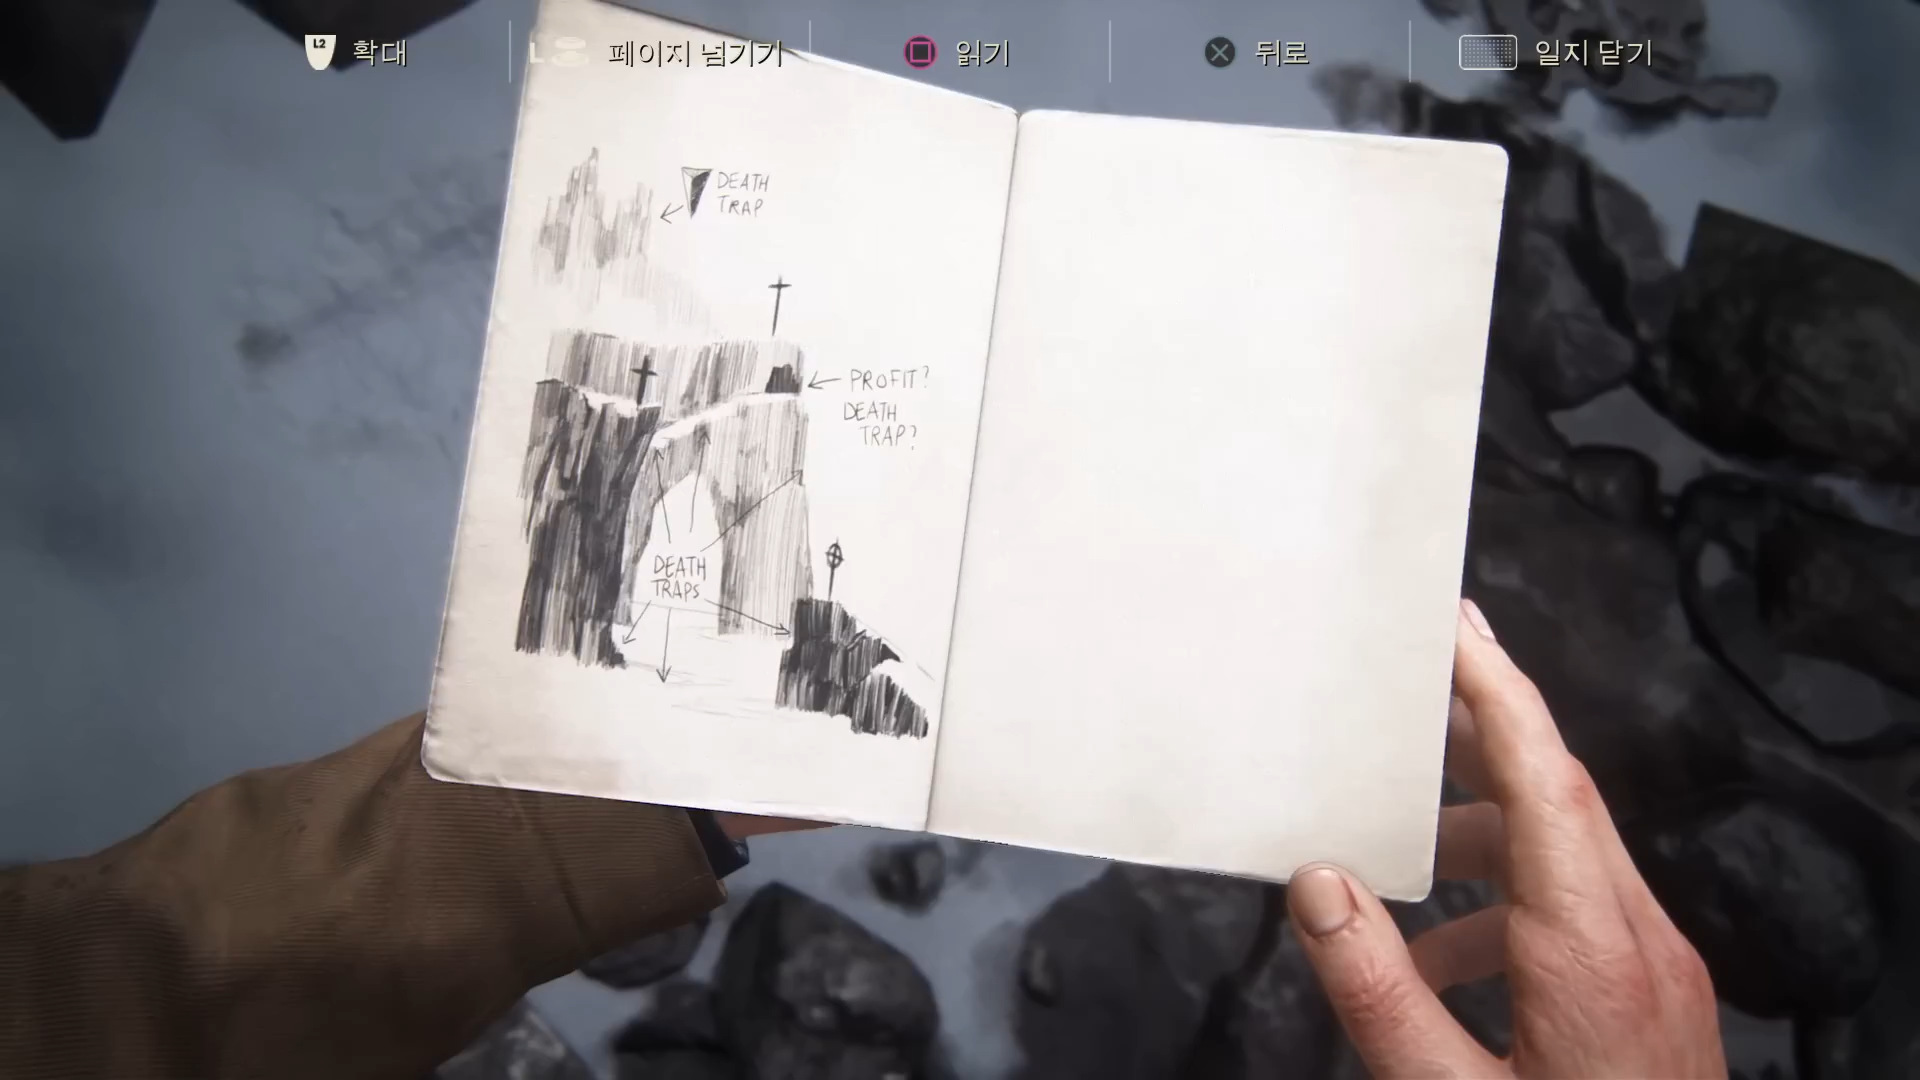 L2 확대
L 페이지 넘기기
읽기
뒤로
일지 닫기
DEATH
TRAP
PROFIT?
DEATH
TRAP?
DEATH
TRAPS